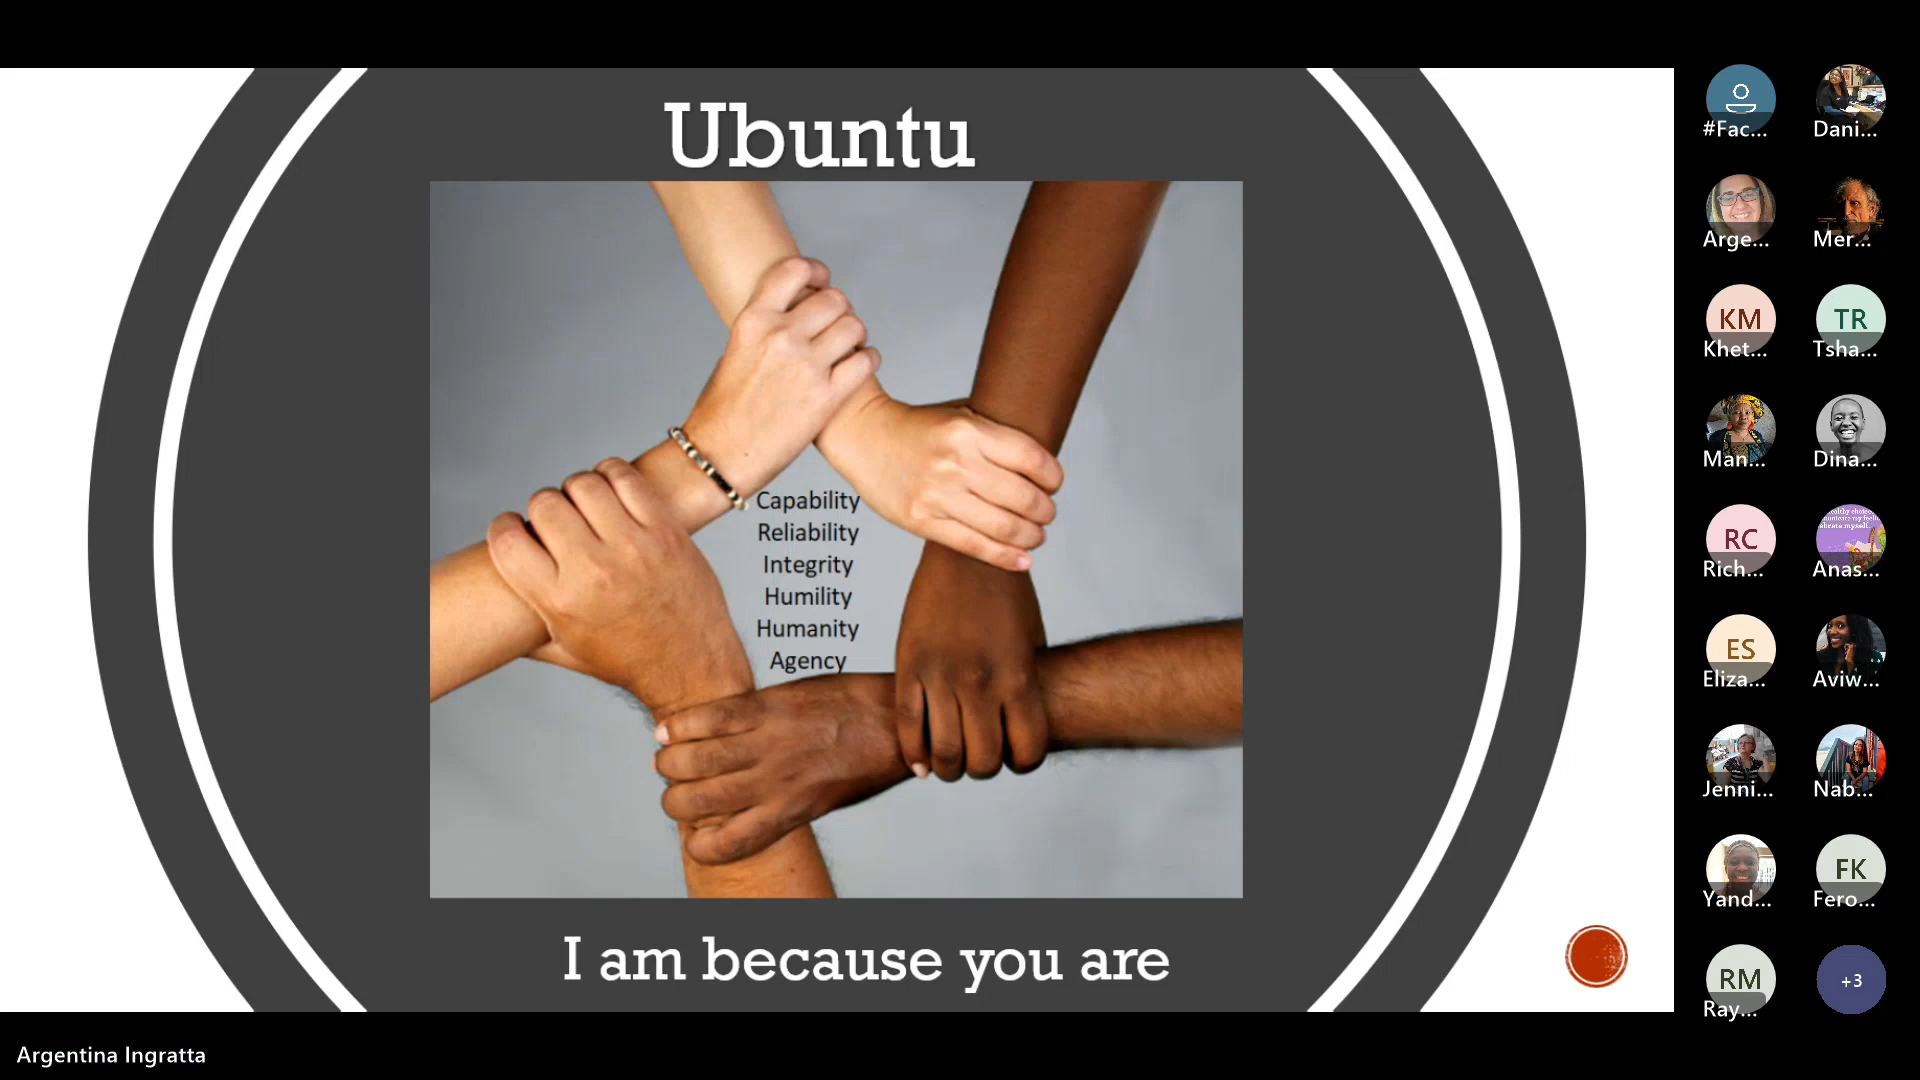 Ubuntu
Capability
Reliability
Integrity
Humility
Humanity
Agency
I am because you are
#Fac...
Dani...
Arge...
Mer...
KM
Khet...
TR
Tsha...
Man...
Dina...
RC
Rich...
Anas...
ES
Eliza...
Aviw...
Jenni...
Nab...
Yand...
FK
Fero...
RM
Ray...
+3
Argentina Ingratta